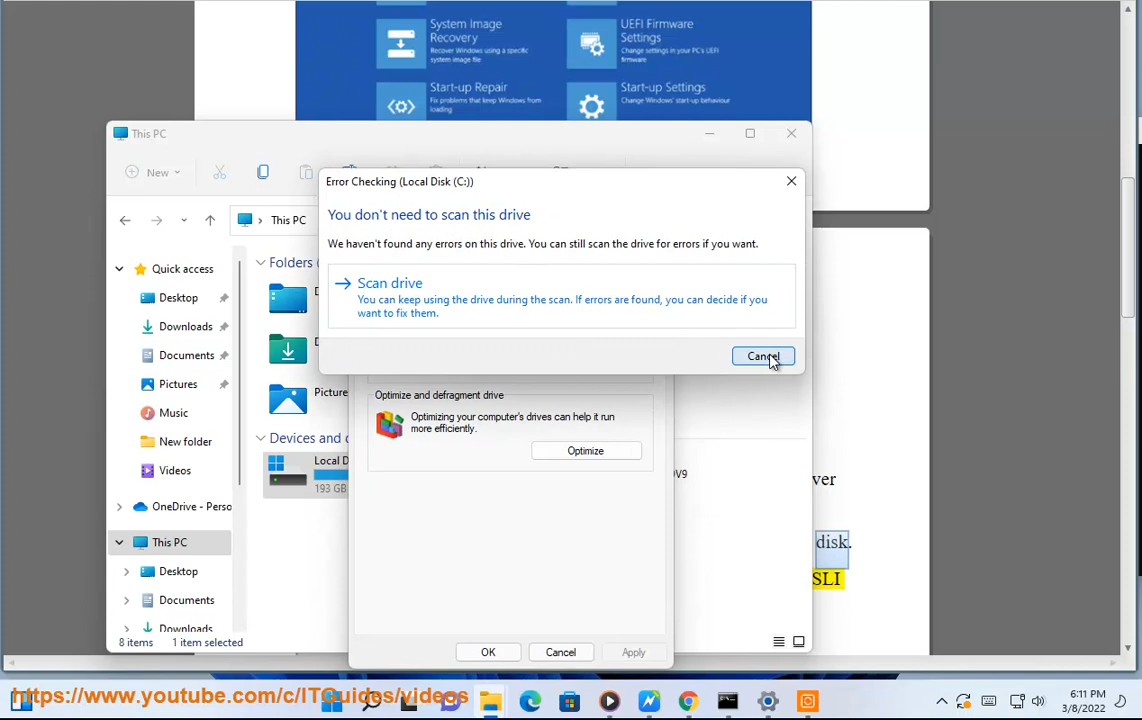 System Image
Recovery
Recover Windows using a specific
system image file
UEFI Firmware
Settings
Change settings in your PC's UEFI
firmware
Start-up Repair
Fix problems that keep Windows from
loading
Start-up Settings
Change Windows' start-up behaviour
This PC
New
Error Checking (Local Disk (C:))
You don't need to scan this drive
We haven't found any errors on this drive. You can still scan the drive for errors if you want.
Scan drive
You can keep using the drive during the scan. If errors are found, you can decide if you
want to fix them.
Cancel
This PC
Quick access
Desktop
Downloads
Documents
Pictures
Music
New folder
Videos
OneDrive - Perso
This PC
Desktop
Documents
Downloads
Folders (
D
D
Picture
Devices and d
Local D
193 GB
Optimize and defragment drive
Optimizing your computer's drives can help it run
more efficiently.
Optimize
OK
Cancel
Apply
8 items
1 item selected
ver
disk.
SLI
https://www.youtube.com/c/ITGuides/videos
6:11 PM
3/8/2022